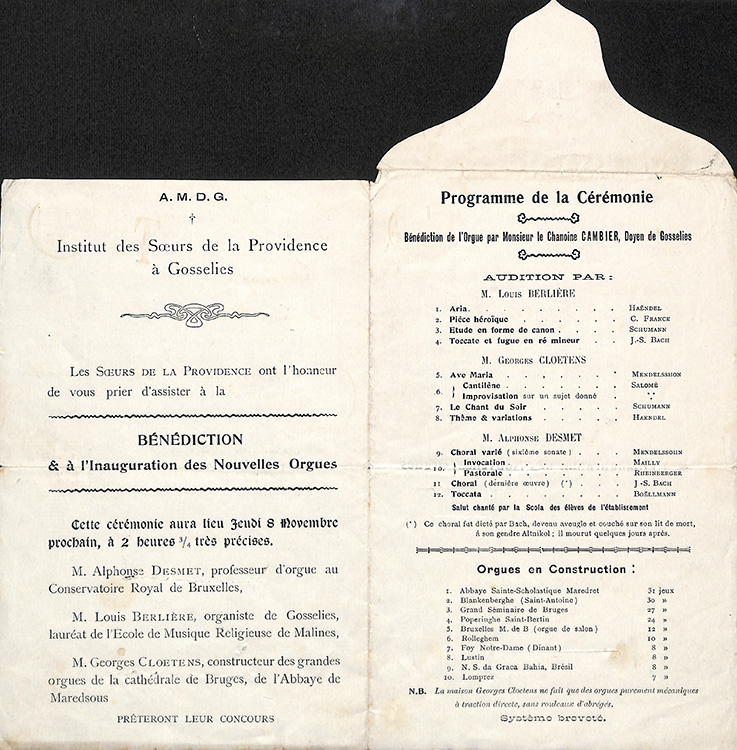 A. M. D. G.
†
Institut des Sœurs de la Providence
à Gosselies
Les Sœurs de la Providence ont l'honneur
de vous prier d'assister à la
BÉNÉDICTION
& à l'Inauguration des Nouvelles Orgues
Cette cérémonie aura lieu Jeudi 8 Novembre
prochain, à 2 heures 3/4 très précises.
M. Alphonse Desmet, professeur d'orgue au
Conservatoire Royal de Bruxelles,
M. Louis Berlière, organiste de Gosselies,
lauréat de l'Ecole de Musique Religieuse de Malines,
M. Georges Cloetens, constructeur des grandes
orgues de la cathédrale de Bruges, de l'Abbaye de
Maredsous
PRÊTERONT LEUR CONCOURS
Programme de la Cérémonie
Bénédiction de l'Orgue par Monsieur le Chanoine CAMBIER, Doyen de Gosselies
AUDITION PAR :
M. Louis BERLIÈRE
1. Aria . . . . . . . . Haëndel
2. Pièce héroïque . . . . . . C. Franck
3. Etude en forme de canon . . . . . Schumann
4. Toccate et fugue en ré mineur . . . J.-S. Bach
M. Georges CLOETENS
5. Ave Maria . . . . . . . Mendelsshon
6. Cantilène . . . . . . . Salomé
Improvisation sur un sujet donné .
7. Le Chant du Soir . . . . . Schumann
8. Thème & variations . . . . . Haendel
M. Alphonse DESMET
9. Choral varié (sixième sonate) . . . Mendelssohn
10. Invocation . . . . . . Mailly
Pastorale . . . . . . Rheinberger
11 Choral (dernière œuvre) (*) . . . J-S. Bach
12. Toccata . . . . . . . Boëllmann
Salut chanté par la Scola des élèves de l'établissement
(*) Ce choral fut dicté par Bach, devenu aveugle et couché sur son lit de mort,
à son gendre Altnikol ; il mourut quelques jours après.
Orgues en Construction :
1. Abbaye Sainte-Scholastique Maredret 31 jeux
2. Blankenberghe (Saint-Antoine) 30 »
3. Grand Séminaire de Bruges 27 »
4. Poperinghe Saint-Bertin 24 »
5. Bruxelles M. de B (orgue de salon) 12 »
6. Rolleghem 10 »
7. Foy Notre-Dame (Dinant) 8 »
8. Lustin 8 »
9. N. S. da Graca Bahia, Brésil 8 »
10. Lomprez 7 »
N.B. La maison Georges Cloetens ne fait que des orgues purement mécaniques
à traction directe, sans rouleaux d'abrégés.
Système breveté.